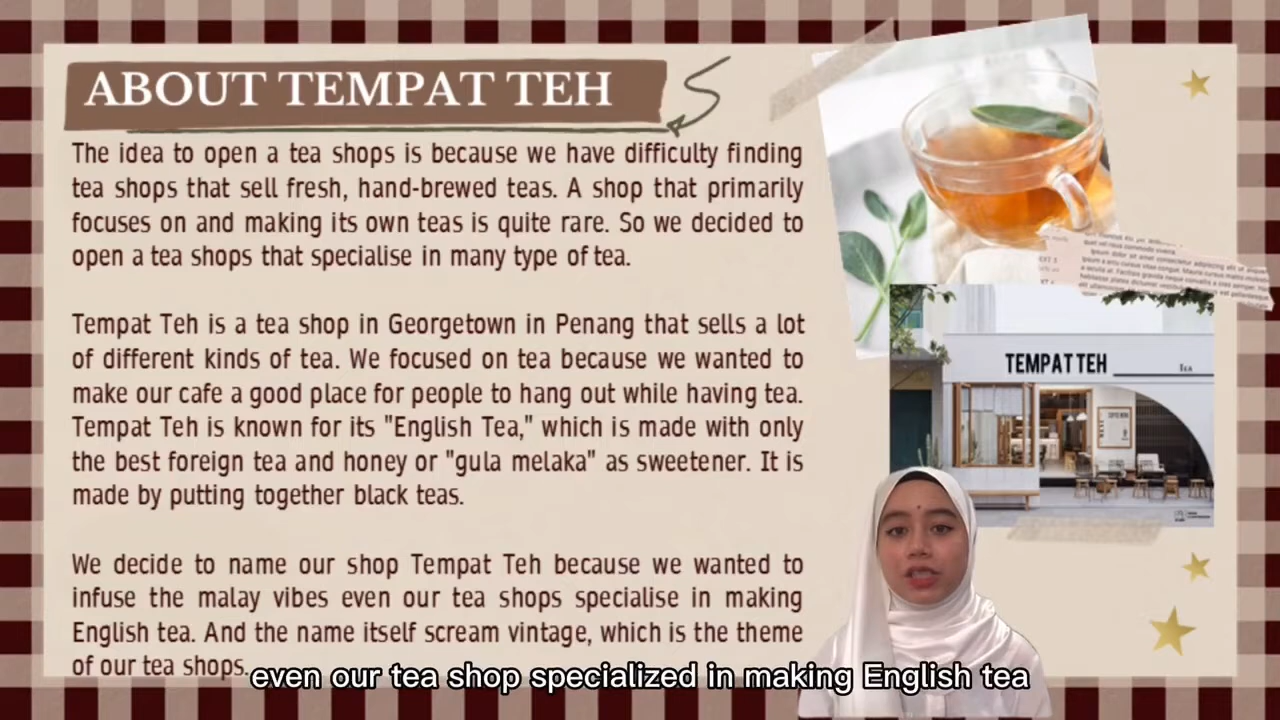 ABOUT TEMPAT TEH
The idea to open a tea shops is because we have difficulty finding
tea shops that sell fresh, hand-brewed teas. A shop that primarily
focuses on and making its own teas is quite rare. So we decided to
open a tea shops that specialise in many type of tea.
Tempat Teh is a tea shop in Georgetown in Penang that sells a lot
of different kinds of tea. We focused on tea because we wanted to
make our cafe a good place for people to hang out while having tea.
Tempat Teh is known for its "English Tea," which is made with only
the best foreign tea and honey or "gula melaka" as sweetener. It is
made by putting together black teas.
We decide to name our shop Tempat Teh because we wanted to
infuse the malay vibes even our tea shops specialise in making
English tea. And the name itself scream vintage, which is the theme
of our tea shops.
TEMPAT TEH
TEA
even our tea shop specialized in making English tea